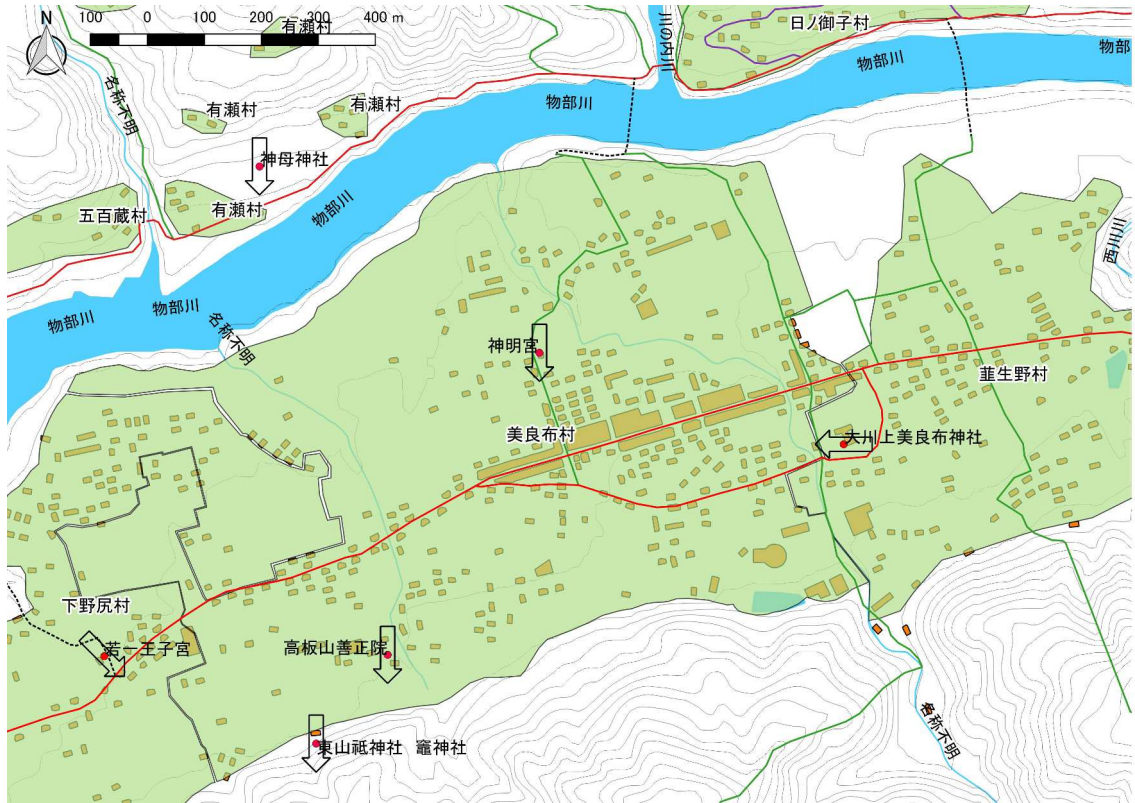 N
100 0 100 200 300 400 m
有瀬村
日ノ御子村
川の内川
物部川
物部
名称不明
有瀬村
有瀬村
物部川
神母神社
五百蔵村
有瀬村
物部川
西川川
物部川
物部川
名称不明
神明宮
韮生野村
美良布村
大川上美良布神社
下野尻村
若一王子宮
高板山善正院
名称不明
東山祇神社 竈神社